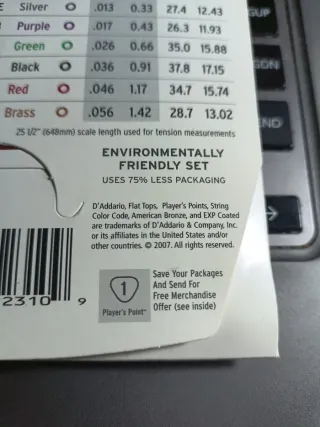 E Silver .013 0.33 27.4 12.43
Purple .017 0.43 26.3 11.93
Green .026 0.66 35.0 15.88
Black .036 0.91 37.8 17.15
Red .046 1.17 34.7 15.74
Brass .056 1.42 28.7 13.02
25 1/2" (648mm) scale length used for tension measurements
ENVIRONMENTALLY
FRIENDLY SET
USES 75% LESS PACKAGING
D'Addario, Flat Tops, Player's Points, String
Color Code, American Bronze, and EXP Coated
are trademarks of D'Addario & Company, Inc.
or its affiliates in the United States and/or
other countries. © 2007. All rights reserved.
2310 9
1
Player's Point
Save Your Packages
And Send For
Free Merchandise
Offer (see inside)
GUP
GDN
END